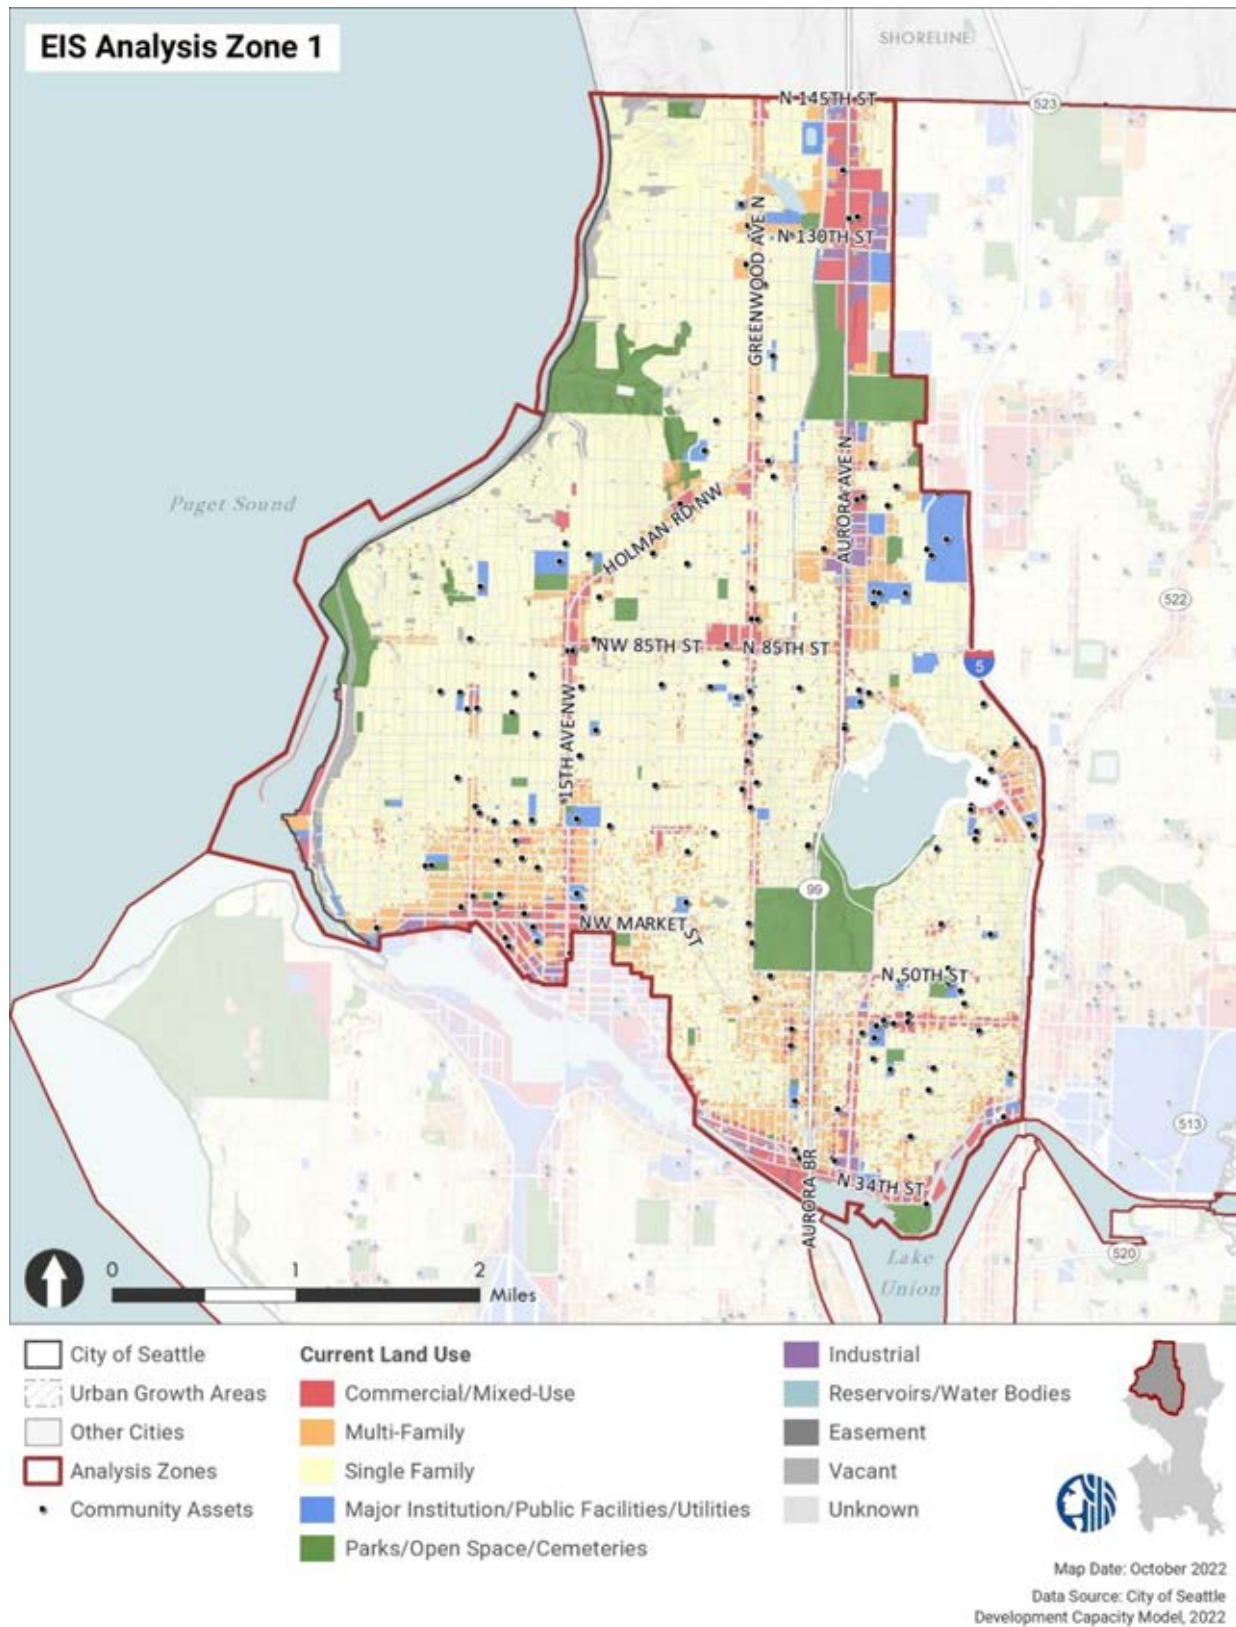 EIS Analysis Zone 1
SHORELINE
N 145TH ST
523
GREENWOOD AVE N
N 130TH ST
AURORA AVE N
Puget Sound
HOLMAN RD NW
522
NW 85TH ST
N 85TH ST
5
15TH AVE NW
99
NW MARKET ST
N 50TH ST
513
N 34TH ST
AURORA BR
520
Lake
Union
0 1 2
Miles
City of Seattle
Urban Growth Areas
Other Cities
Analysis Zones
Community Assets
Current Land Use
Commercial/Mixed-Use
Multi-Family
Single Family
Major Institution/Public Facilities/Utilities
Parks/Open Space/Cemeteries
Industrial
Reservoirs/Water Bodies
Easement
Vacant
Unknown
Map Date: October 2022
Data Source: City of Seattle
Development Capacity Model, 2022